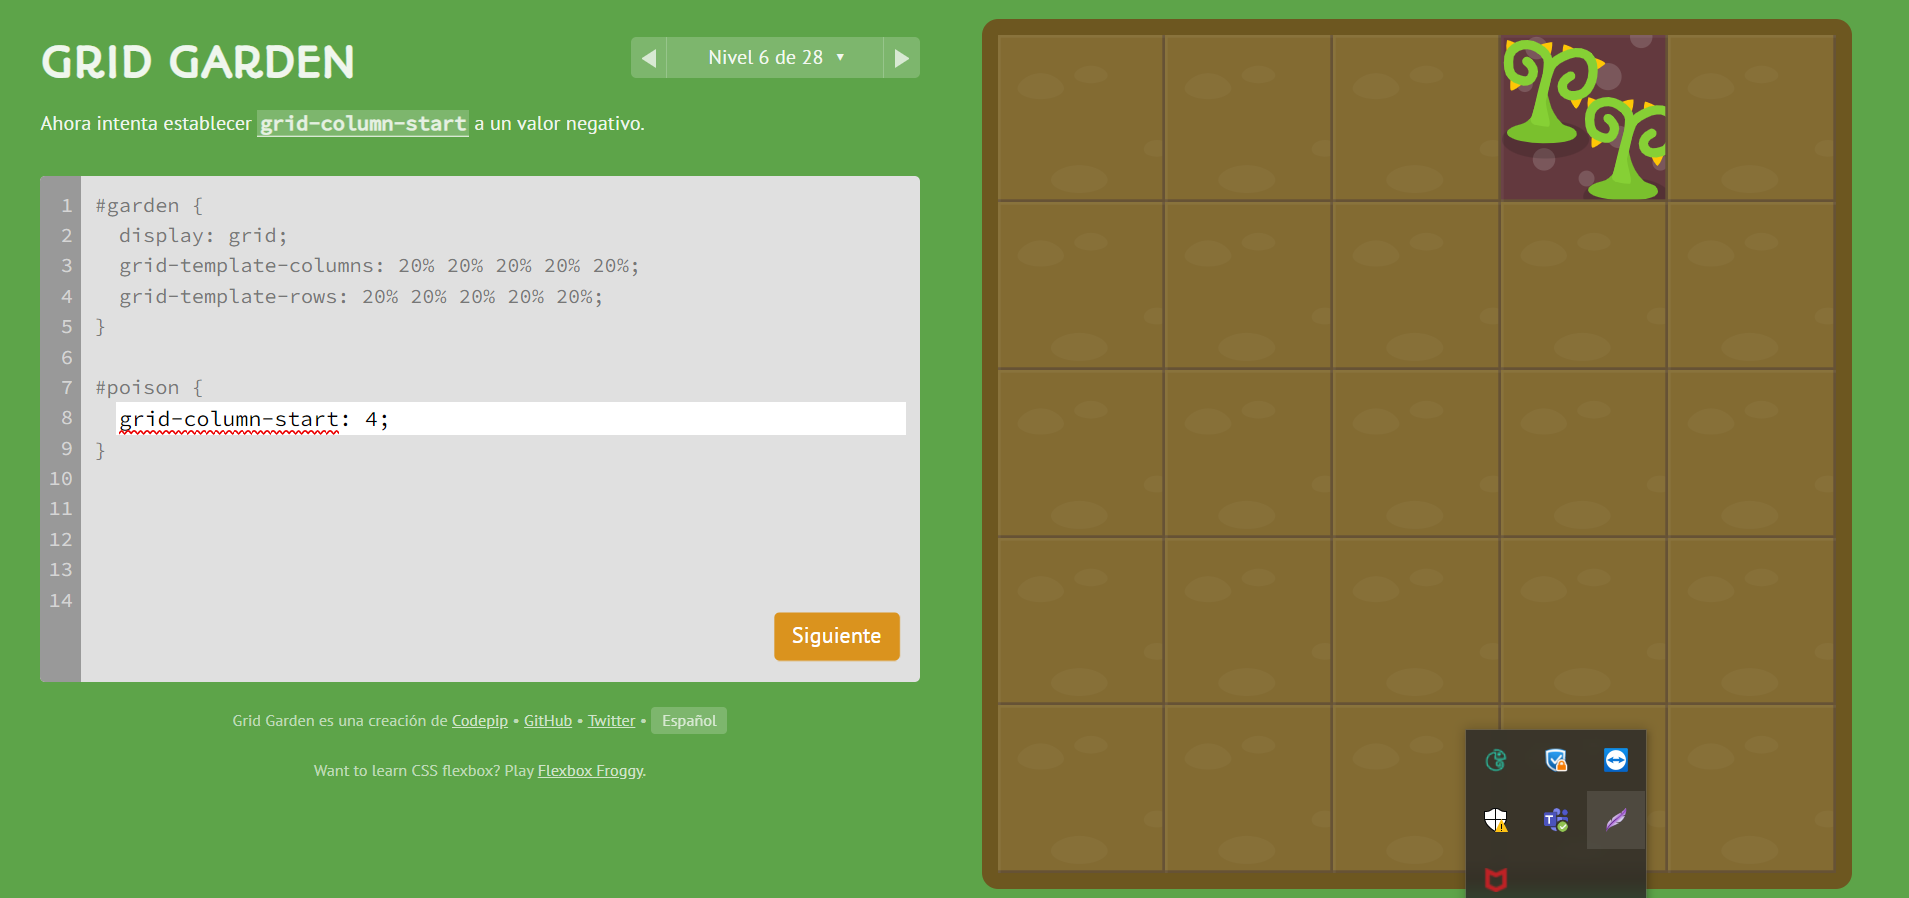 GRID GARDEN
Nivel 6 de 28 ▾
Ahora intenta establecer grid-column-start a un valor negativo.
1 #garden {
2 display: grid;
3 grid-template-columns: 20% 20% 20% 20% 20%;
4 grid-template-rows: 20% 20% 20% 20% 20%;
5 }
6
7 #poison {
8 grid-column-start: 4;
9 }
10
11
12
13
14
Siguiente
Grid Garden es una creación de Codepip • GitHub • Twitter • Español
Want to learn CSS flexbox? Play Flexbox Froggy.